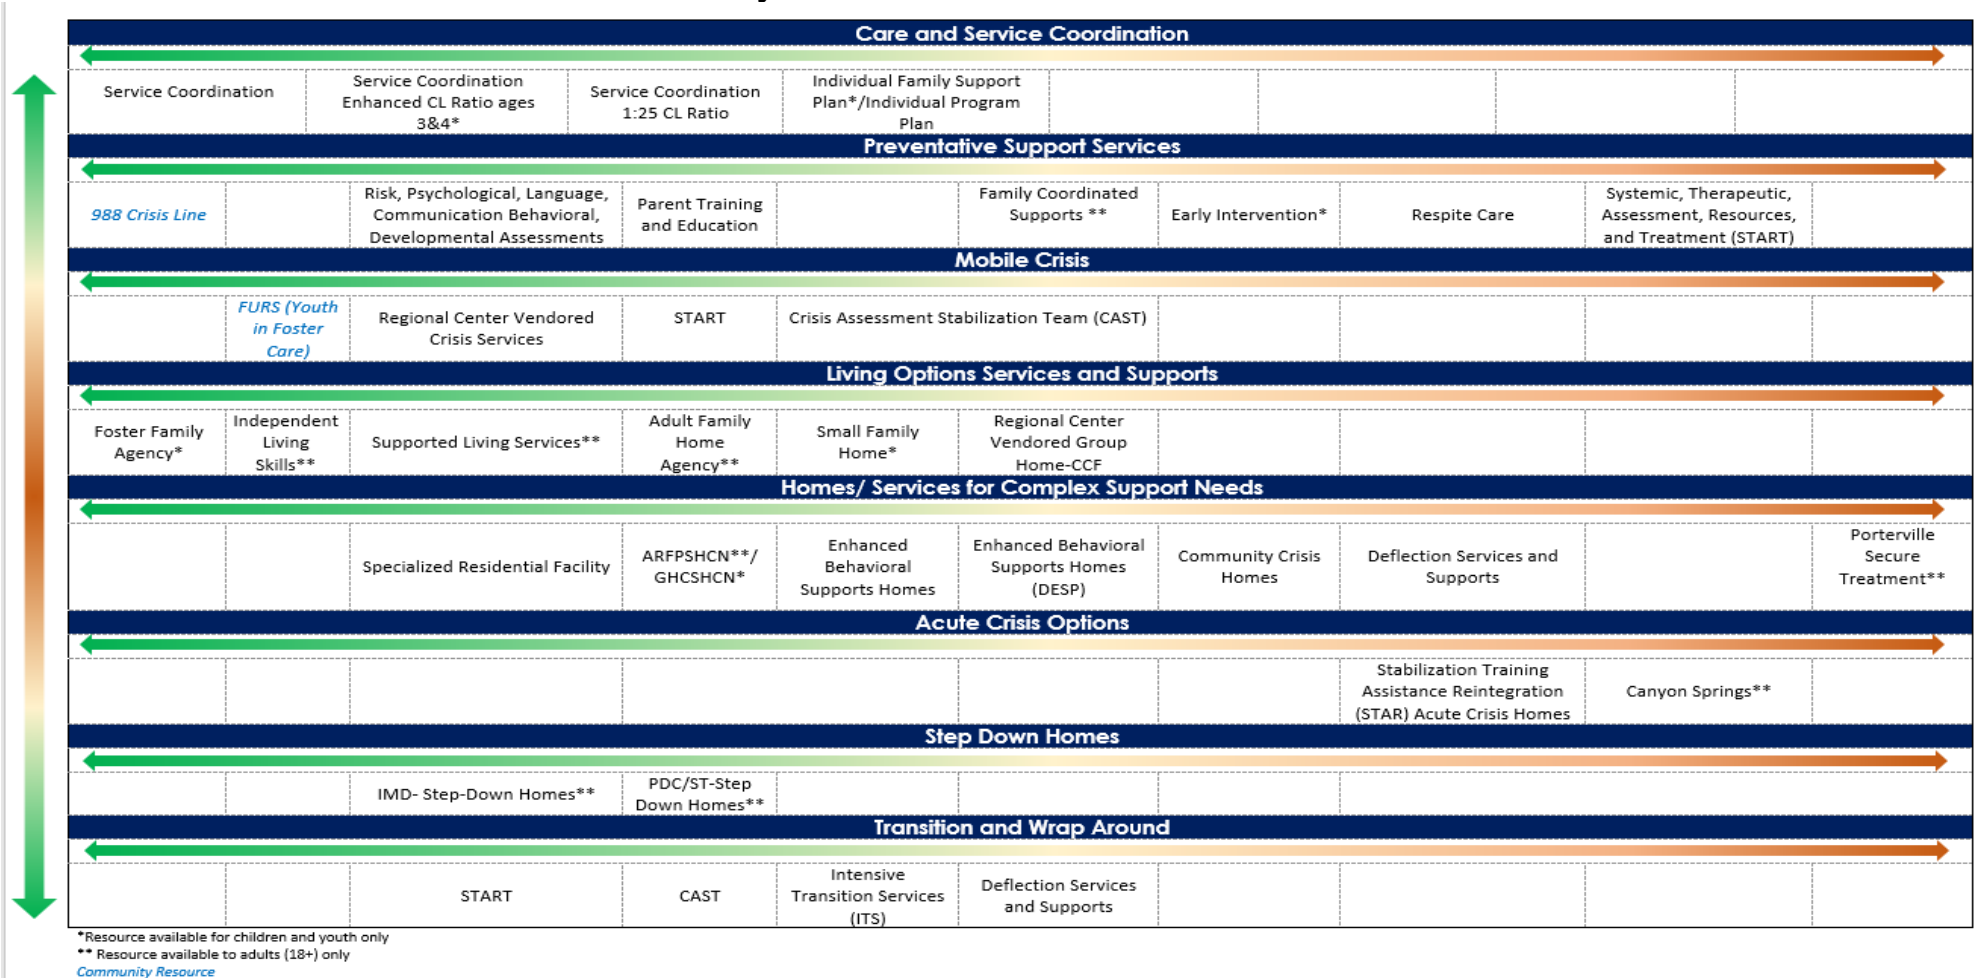 Care and Service Coordination
Service Coordination
Service Coordination
Enhanced CL Ratio ages
3&4*
Service Coordination
1:25 CL Ratio
Individual Family Support
Plan*/Individual Program
Plan
Preventative Support Services
988 Crisis Line
Risk, Psychological, Language,
Communication Behavioral,
Developmental Assessments
Parent Training
and Education
Family Coordinated
Supports **
Early Intervention*
Respite Care
Systemic, Therapeutic,
Assessment, Resources,
and Treatment (START)
Mobile Crisis
FURS (Youth
in Foster
Care)
Regional Center Vendored
Crisis Services
START
Crisis Assessment Stabilization Team (CAST)
Living Options Services and Supports
Foster Family
Agency*
Independent
Living
Skills**
Supported Living Services**
Adult Family
Home
Agency**
Small Family
Home*
Regional Center
Vendored Group
Home-CCF
Homes/ Services for Complex Support Needs
Specialized Residential Facility
ARFPSHCN**/
GHCSHCN*
Enhanced
Behavioral
Supports Homes
Enhanced Behavioral
Supports Homes
(DESP)
Community Crisis
Homes
Deflection Services and
Supports
Porterville
Secure
Treatment**
Acute Crisis Options
Stabilization Training
Assistance Reintegration
(STAR) Acute Crisis Homes
Canyon Springs**
Step Down Homes
IMD- Step-Down Homes**
PDC/ST-Step
Down Homes**
Transition and Wrap Around
START
CAST
Intensive
Transition Services
(ITS)
Deflection Services
and Supports
*Resource available for children and youth only
** Resource available to adults (18+) only
Community Resource